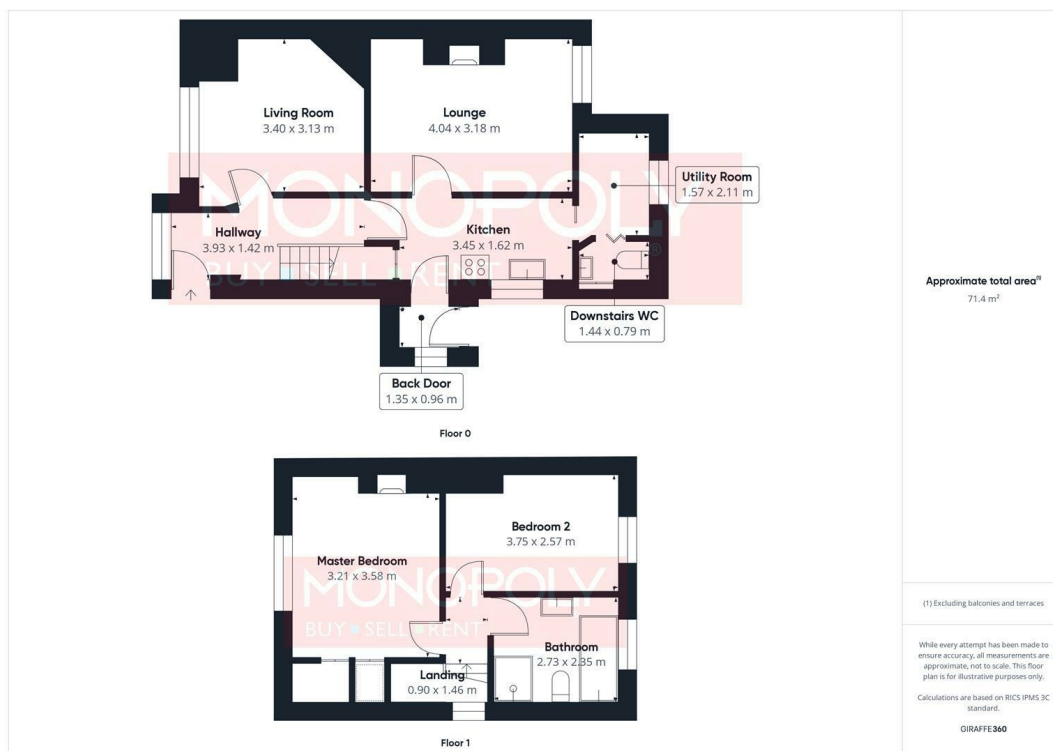 Living Room
3.40 x 3.13 m
Lounge
4.04 x 3.18 m
Utility Room
1.57 x 2.11 m
MONOPOLY
BUY SELL RENT
Hallway
3.93 x 1.42 m
Kitchen
3.45 x 1.62 m
Downstairs WC
1.44 x 0.79 m
Back Door
1.35 x 0.96 m
Floor 0
Master Bedroom
3.21 x 3.58 m
Bedroom 2
3.75 x 2.57 m
MONOPOLY
BUY SELL RENT
Bathroom
2.73 x 2.35 m
Landing
0.90 x 1.46 m
Floor 1
Approximate total area(1)
71.4 m²
(1) Excluding balconies and terraces
While every attempt has been made to
ensure accuracy, all measurements are
approximate, not to scale. This floor
plan is for illustrative purposes only.
Calculations are based on RICS IPMS 3C
standard.
GIRAFFE360